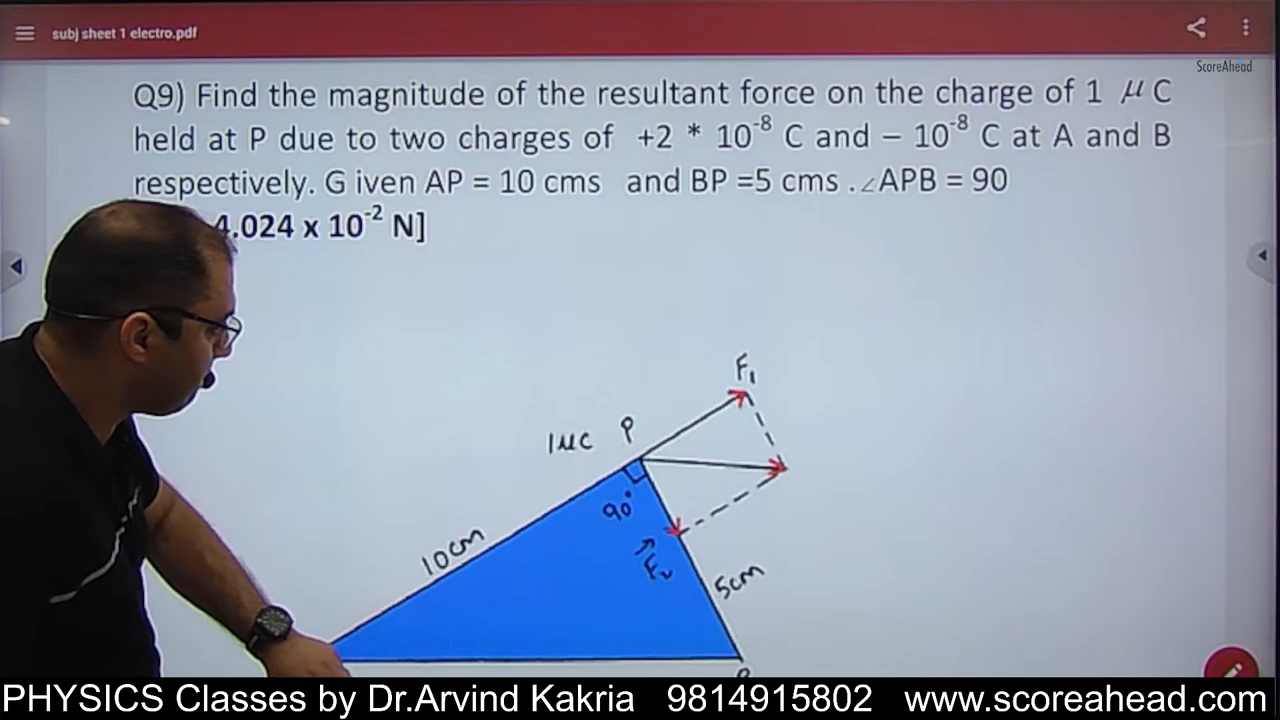 subj sheet 1 electro.pdf
ScoreAhead
Q9) Find the magnitude of the resultant force on the charge of 1 μ C
held at P due to two charges of +2 * 10⁻⁸ C and – 10⁻⁸ C at A and B
respectively. G iven AP = 10 cms and BP =5 cms .∠APB = 90
4.024 x 10⁻² N]
F₁
1μC P
90°
10cm
F₂
5cm
PHYSICS Classes by Dr.Arvind Kakria 9814915802 www.scoreahead.com